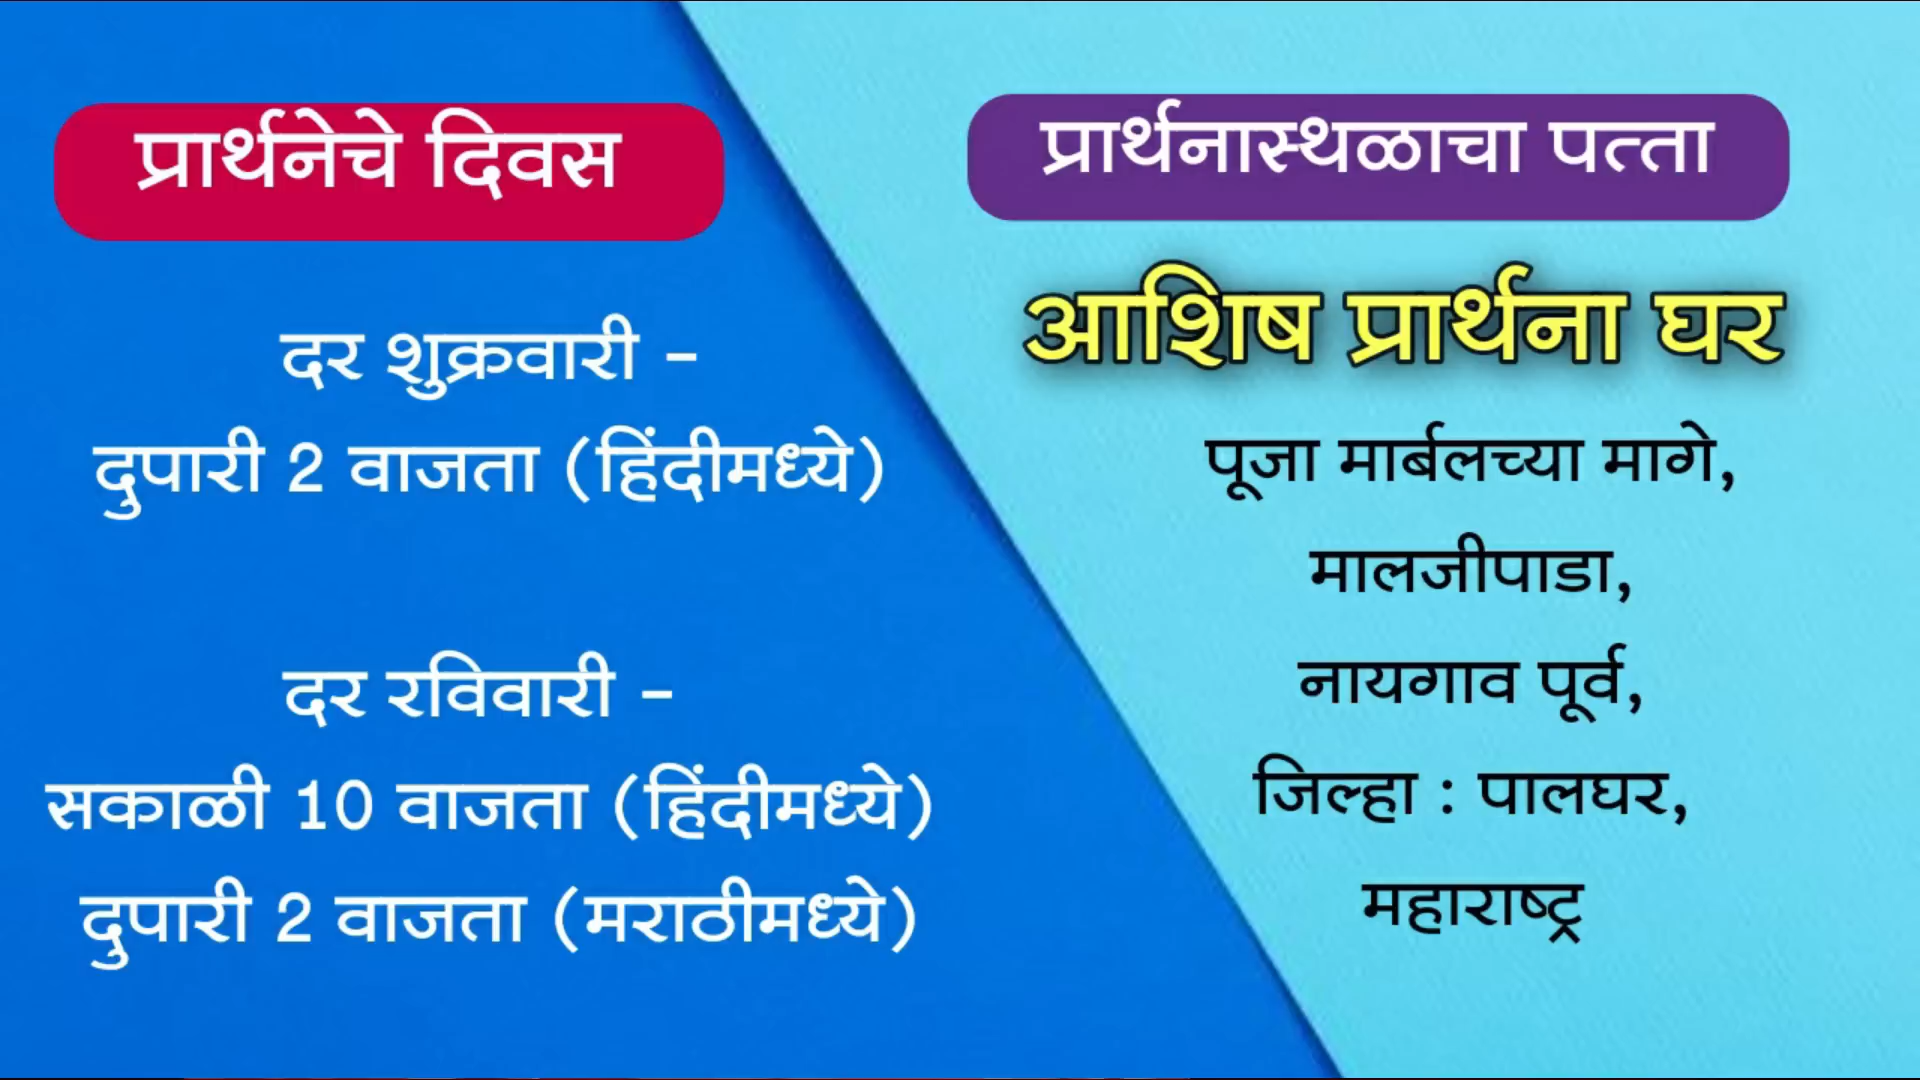 प्रार्थनेचे दिवस
दर शुक्रवारी -
दुपारी 2 वाजता (हिंदीमध्ये)
दर रविवारी -
सकाळी 10 वाजता (हिंदीमध्ये)
दुपारी 2 वाजता (मराठीमध्ये)
प्रार्थनास्थळाचा पत्ता
आशिष प्रार्थना घर
पूजा मार्बलच्या मागे,
मालजीपाडा,
नायगाव पूर्व,
जिल्हा : पालघर,
महाराष्ट्र